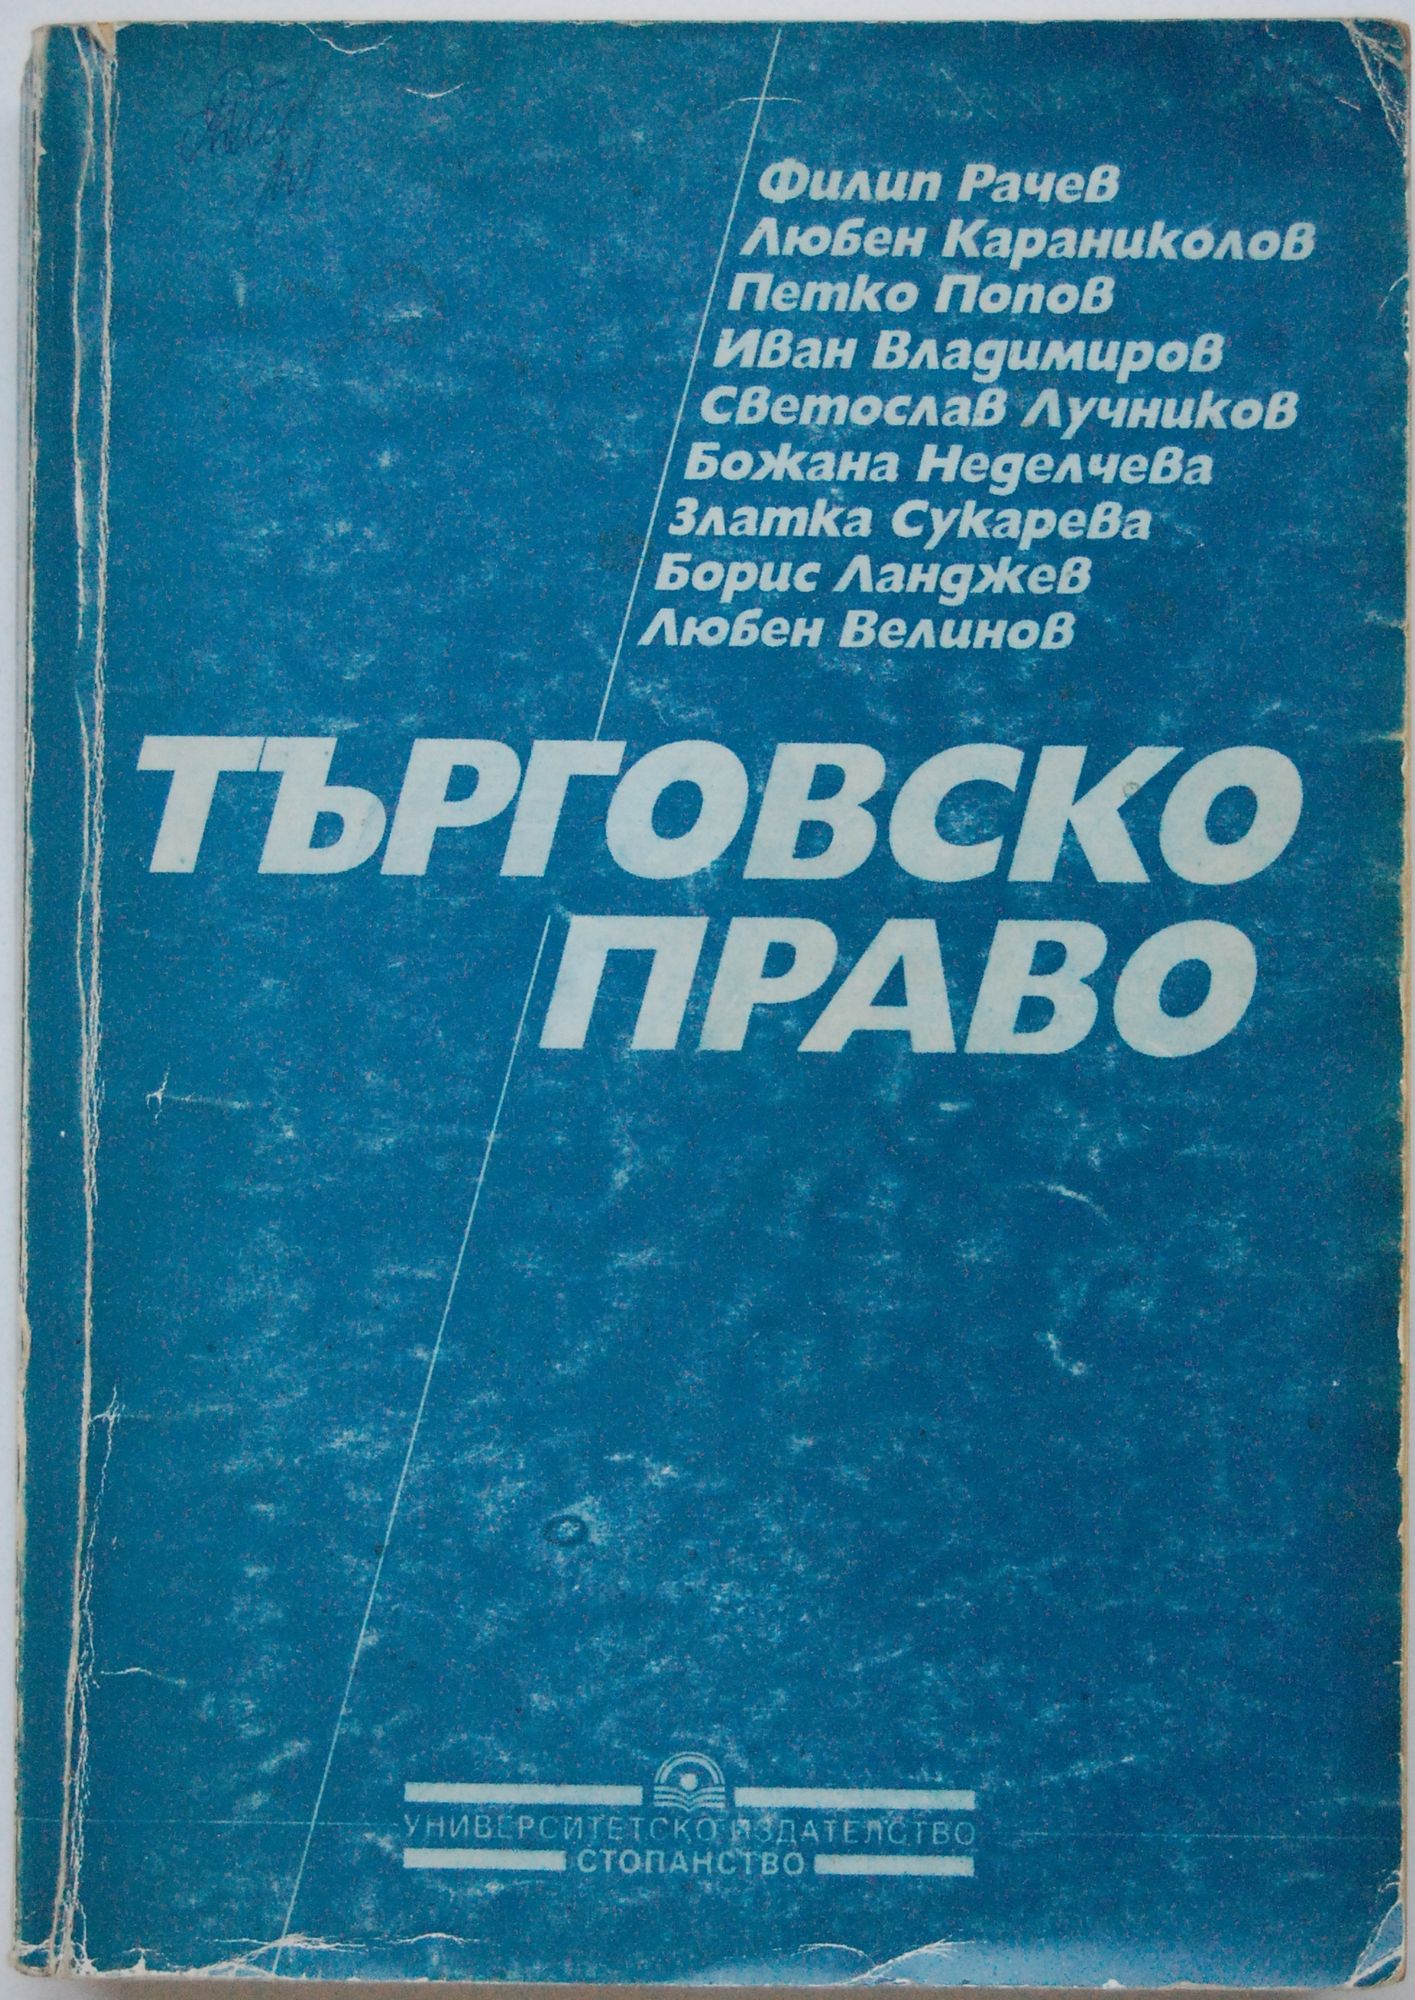 Филип Рачев
Любен Караниколов
Петко Попов
Иван Владимиров
Светослав Лучников
Божана Неделчева
Златка Сукарева
Борис Ланджев
Любен Велинов
ТЪРГОВСКО
ПРАВО
УНИВЕРСИТЕТСКО ИЗДАТЕЛСТВО
СТОПАНСТВО